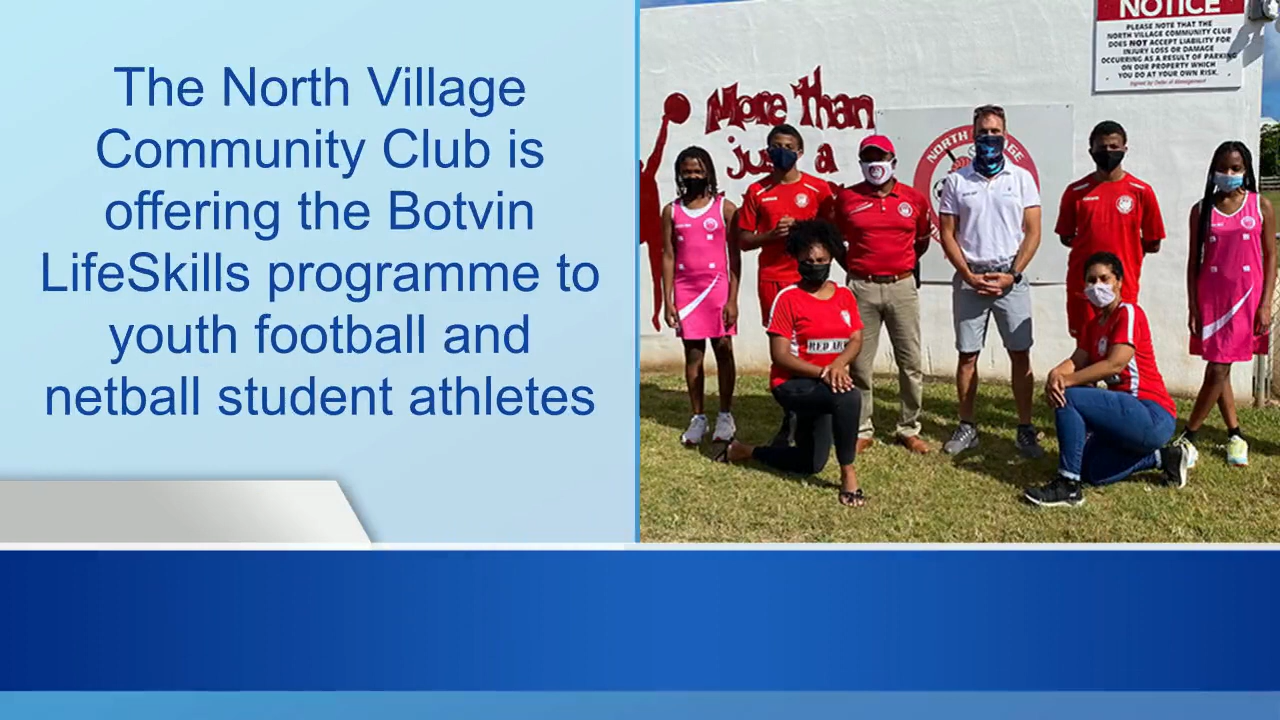 The North Village
Community Club is
offering the Botvin
LifeSkills programme to
youth football and
netball student athletes
NOTICE
PLEASE NOTE THAT THE
NORTH VILLAGE COMMUNITY CLUB
DOES NOT ACCEPT LIABILITY FOR
INJURY LOSS OR DAMAGE
OCCURRING AS A RESULT OF PARKING
ON OUR PROPERTY WHICH
YOU DO AT YOUR OWN RISK.
More than
just a
NORTH
RED